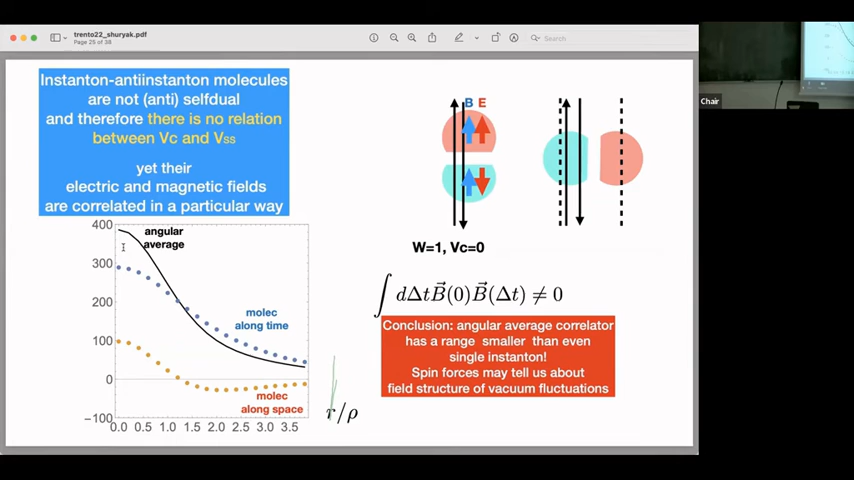 trento22_shuryak.pdf
Page 25 of 38
Search
Chair
Instanton-antiinstanton molecules
are not (anti) selfdual
and therefore there is no relation
between Vc and Vss
yet their
electric and magnetic fields
are correlated in a particular way
B E
W=1, Vc=0
400
300
200
100
0
-100
0.0 0.5 1.0 1.5 2.0 2.5 3.0 3.5
angular
average
molec
along time
molec
along space
r/ρ
∫ dΔt B⃗(0)B⃗(Δt) ≠ 0
Conclusion: angular average correlator
has a range smaller than even
single instanton!
Spin forces may tell us about
field structure of vacuum fluctuations